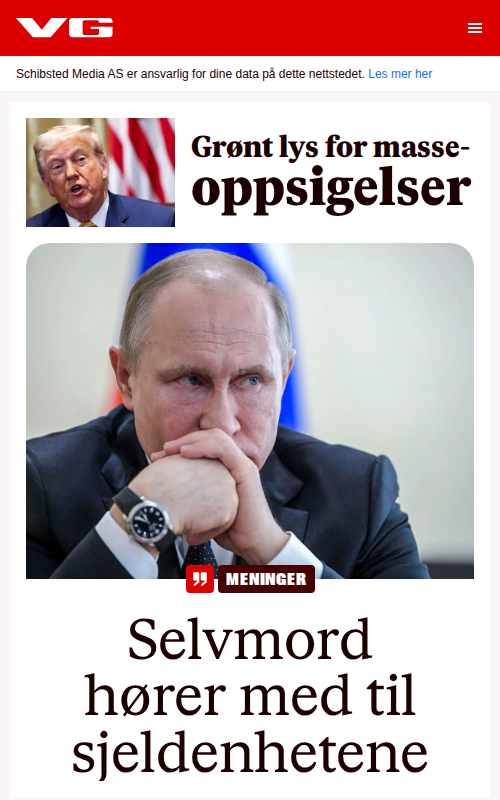 VG
Schibsted Media AS er ansvarlig for dine data på dette nettstedet. Les mer her
Grønt lys for masse-
oppsigelser
MENINGER
Selvmord
hører med til
sjeldenhetene